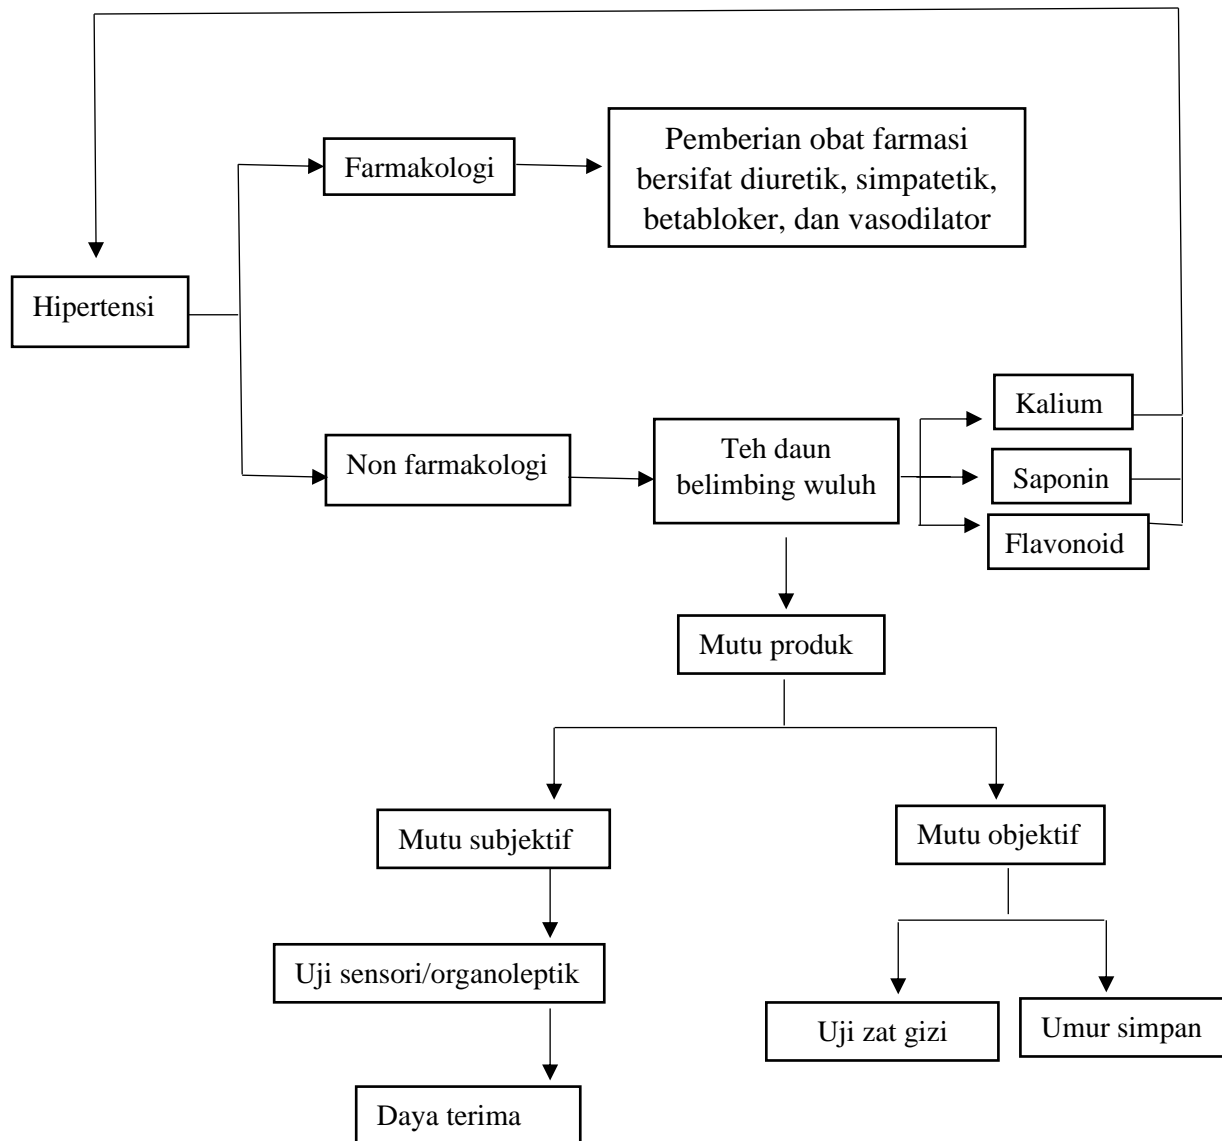 Pemberian obat farmasi
bersifat diuretik, simpatetik,
betabloker, dan vasodilator
Farmakologi
Hipertensi
Kalium
Teh daun
belimbing wuluh
Non farmakologi
Saponin
Flavonoid
Mutu produk
Mutu subjektif
Mutu objektif
Uji sensori/organoleptik
Uji zat gizi
Umur simpan
Daya terima